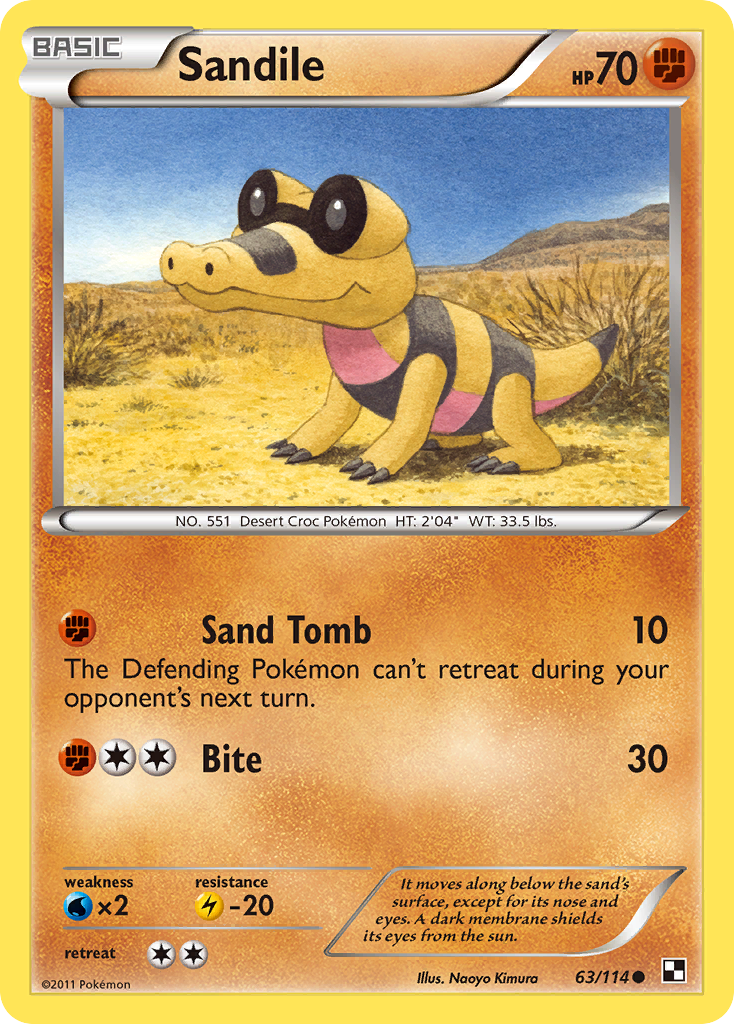 BASIC
Sandile
HP70
NO. 551 Desert Croc Pokémon HT: 2'04" WT: 33.5 lbs.
Sand Tomb 10
The Defending Pokémon can't retreat during your
opponent's next turn.
Bite 30
weakness resistance
×2 -20
It moves along below the sand's
surface, except for its nose and
eyes. A dark membrane shields
its eyes from the sun.
retreat
©2011 Pokémon
Illus. Naoyo Kimura 63/114